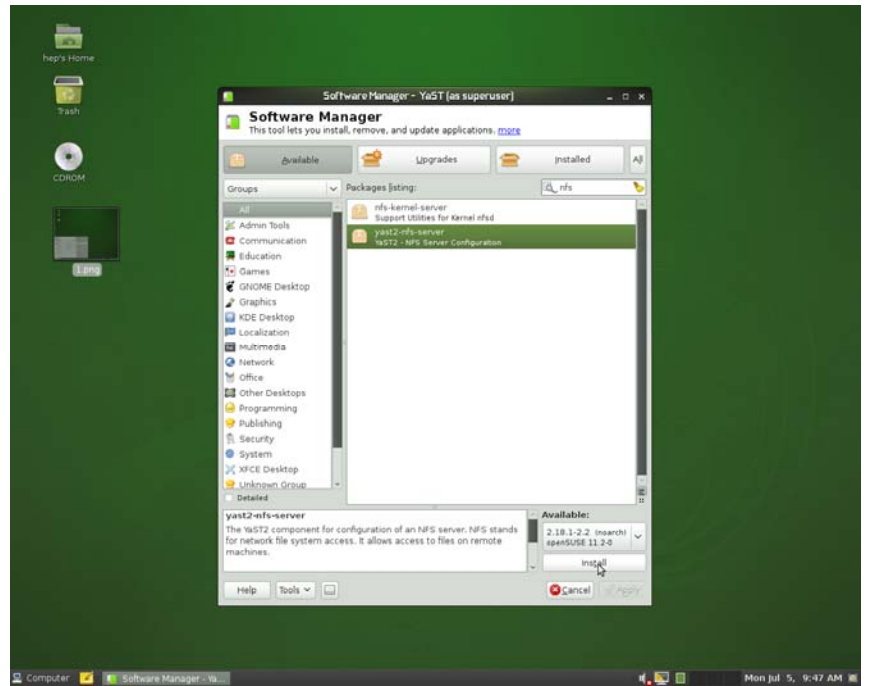 hep's Home
Trash
CDROM
1.png
Software Manager - YaST (as superuser)
Software Manager
This tool lets you install, remove, and update applications. more
Available
Upgrades
Installed
All
Groups
Packages listing:
nfs
All
Admin Tools
Communication
Education
Games
GNOME Desktop
Graphics
KDE Desktop
Localization
Multimedia
Network
Office
Other Desktops
Programming
Publishing
Security
System
XFCE Desktop
Unknown Group
Detailed
nfs-kernel-server
Support Utilities for Kernel nfsd
yast2-nfs-server
YaST2 - NFS Server Configuration
yast2-nfs-server
The YaST2 component for configuration of an NFS server. NFS stands
for network file system access. It allows access to files on remote
machines.
Available:
2.18.1-2.2 (noarch)
openSUSE 11.2-0
Install
Help
Tools
Cancel
Apply
Computer
Software Manager - Ya...
Mon Jul 5, 9:47 AM